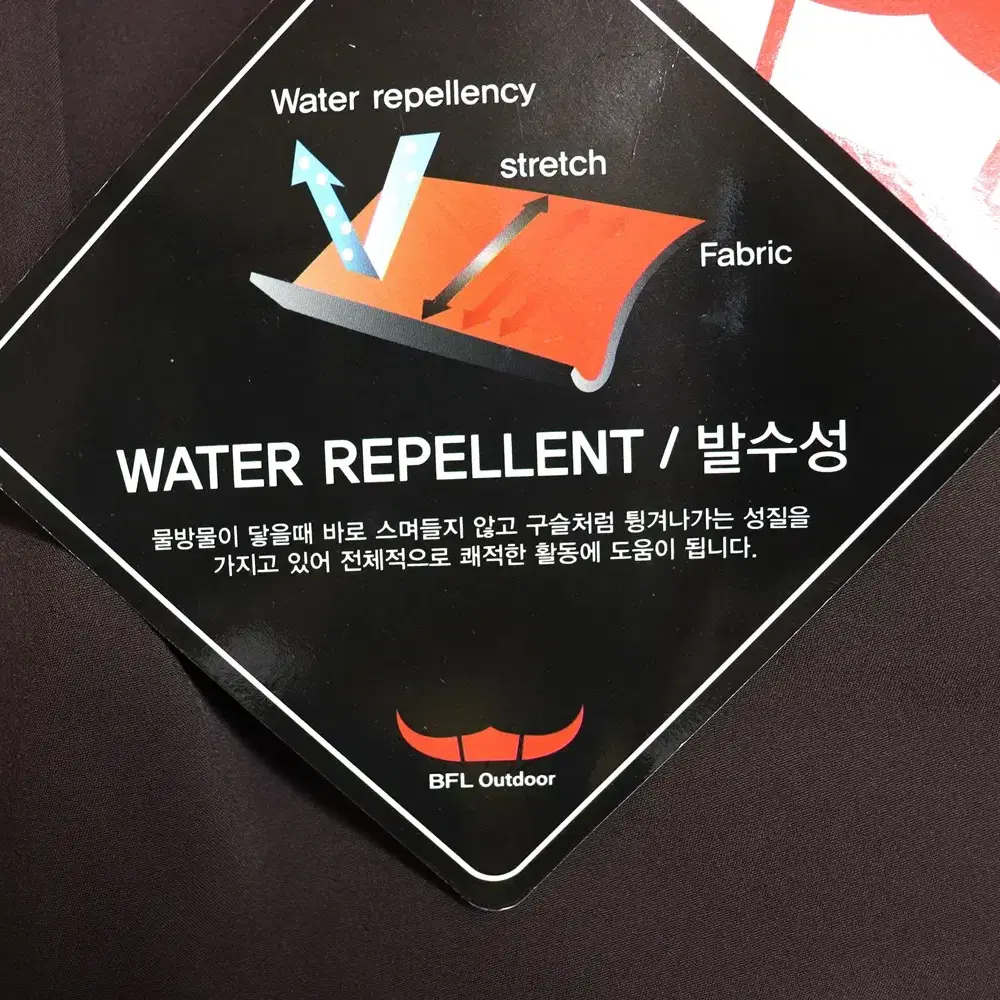 Water repellency
stretch
Fabric
WATER REPELLENT / 발수성
물방물이 닿을때 바로 스며들지 않고 구슬처럼 튕겨나가는 성질을
가지고 있어 전체적으로 쾌적한 활동에 도움이 됩니다.
BFL Outdoor